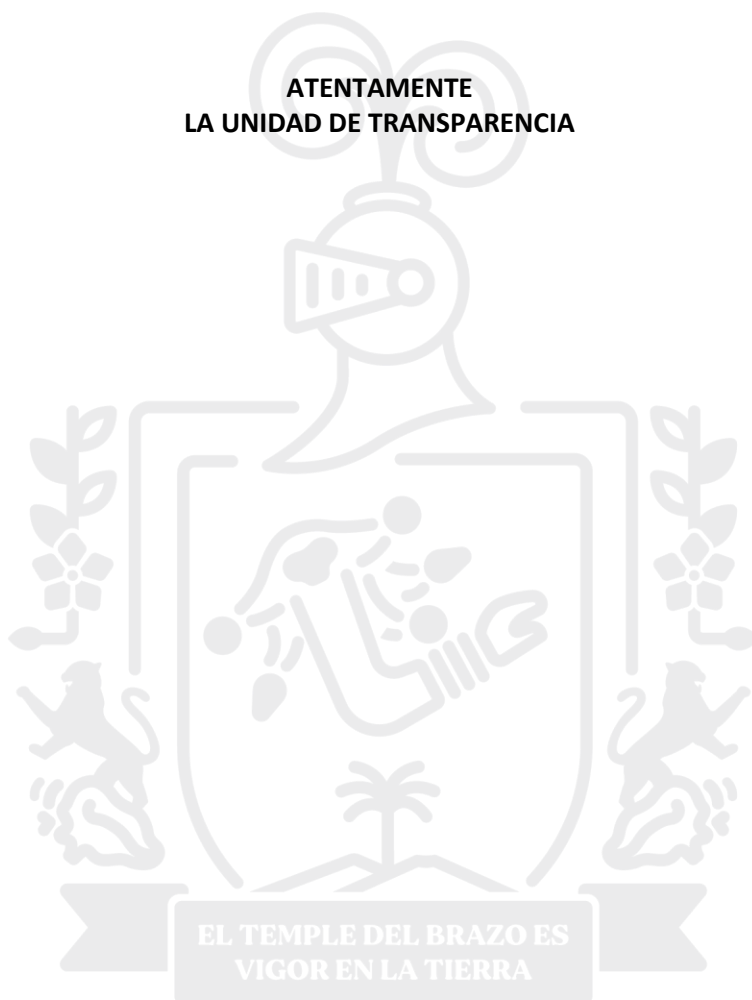 ATENTAMENTE
LA UNIDAD DE TRANSPARENCIA
EL TEMPLE DEL BRAZO ES
VIGOR EN LA TIERRA